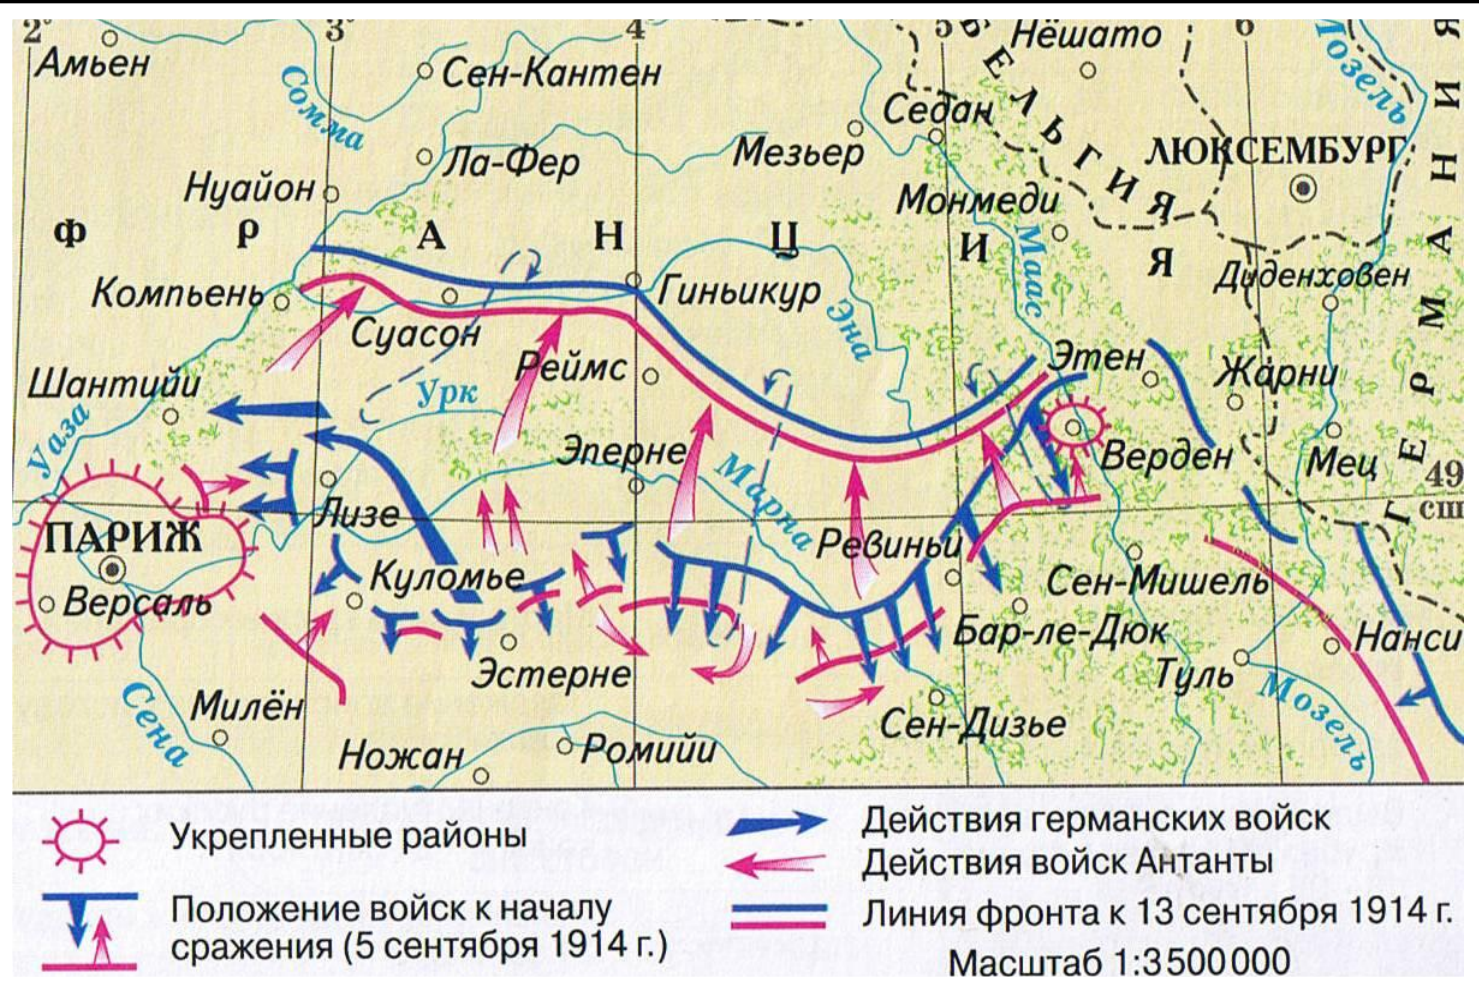 2° 3° 4 5 6
Амьен
Сен-Кантен
Нёшато
Мозель
Сомма
Седан
БЕЛЬГИЯ
ЛЮКСЕМБУРГ
Ла-Фер
Мезьер
Нуайон
Монмеди
ФРАНЦИЯ
Маас
ГЕРМАНИЯ
Компьень
Гиньикур
Диденховен
Суасон
Эна
Реймс
Этен
Жарни
Шантийи
Урк
Уаза
Эперне
Марна
Верден
Мец
49
сш
Лизе
ПАРИЖ
Ревиньи
Куломье
Версаль
Сен-Мишель
Бар-ле-Дюк
Нанси
Эстерне
Туль
Мозель
Сена
Милён
Сен-Дизье
Ножан
Ромийи
Укрепленные районы
Положение войск к началу
сражения (5 сентября 1914 г.)
Действия германских войск
Действия войск Антанты
Линия фронта к 13 сентября 1914 г.
Масштаб 1:3 500 000